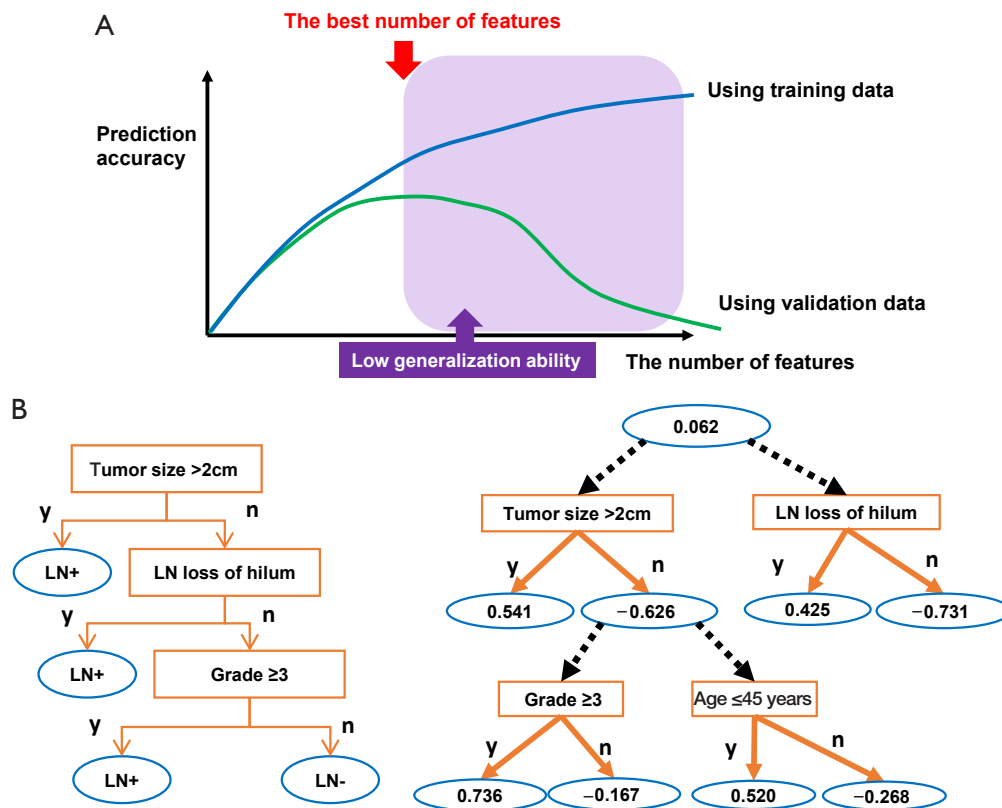 A
The best number of features
Using training data
Prediction
accuracy
Using validation data
Low generalization ability
The number of features
B
Tumor size >2cm
y
n
LN+
LN loss of hilum
y
n
LN+
Grade ≥3
y
n
LN+
LN-
0.062
Tumor size >2cm
LN loss of hilum
y
n
y
n
0.541
−0.626
0.425
−0.731
Grade ≥3
Age ≤45 years
y
n
y
n
0.736
−0.167
0.520
−0.268